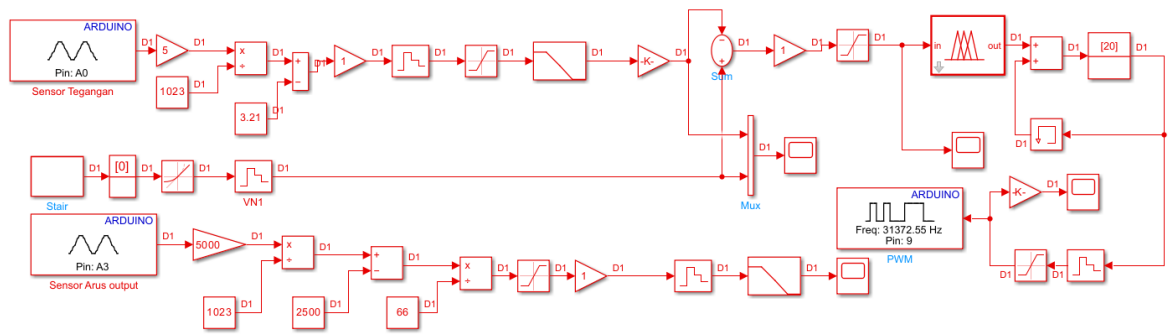 ARDUINO
Pin: A0
Sensor Tegangan
D1
5
D1
x
÷
D1
1023
D1
+
−
D1
3.21
D1
1
D1
D1
D1
D1
-K-
D1
−
+
Sum
D1
1
D1
D1
in
out
D1
+
+
D1
[20]
D1
D1
Stair
D1
[0]
D1
D1
VN1
D1
Mux
D1
D1
ARDUINO
Freq: 31372.55 Hz
Pin: 9
PWM
-K-
D1
D1
D1
ARDUINO
Pin: A3
Sensor Arus output
D1
5000
D1
x
÷
D1
1023
D1
+
−
D1
2500
D1
x
÷
D1
66
D1
D1
1
D1
D1
D1